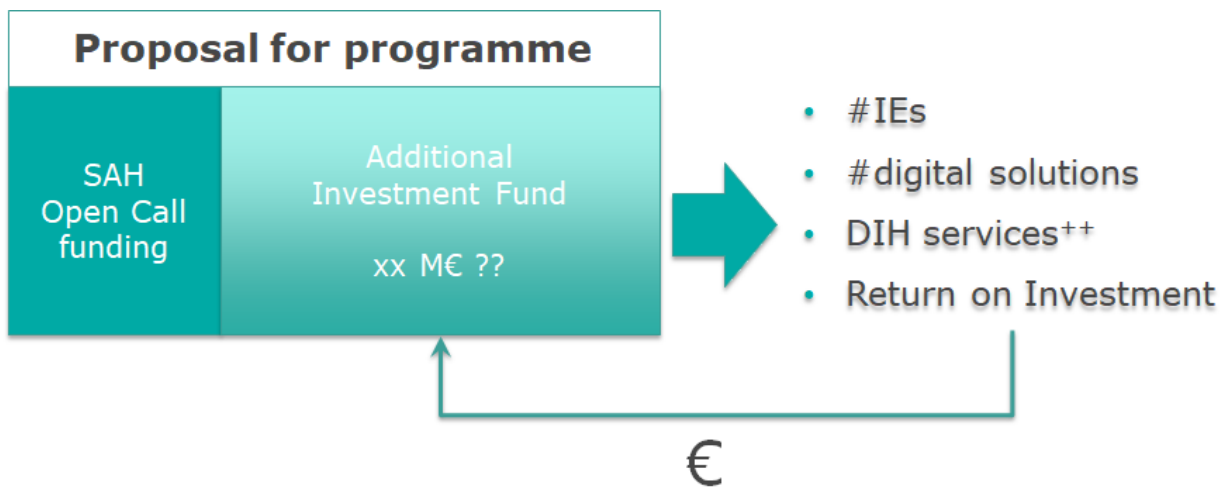 Proposal for programme
SAH
Open Call
funding
Additional
Investment Fund
xx M€ ??
• #IEs
• #digital solutions
• DIH services⁺⁺
• Return on Investment
€